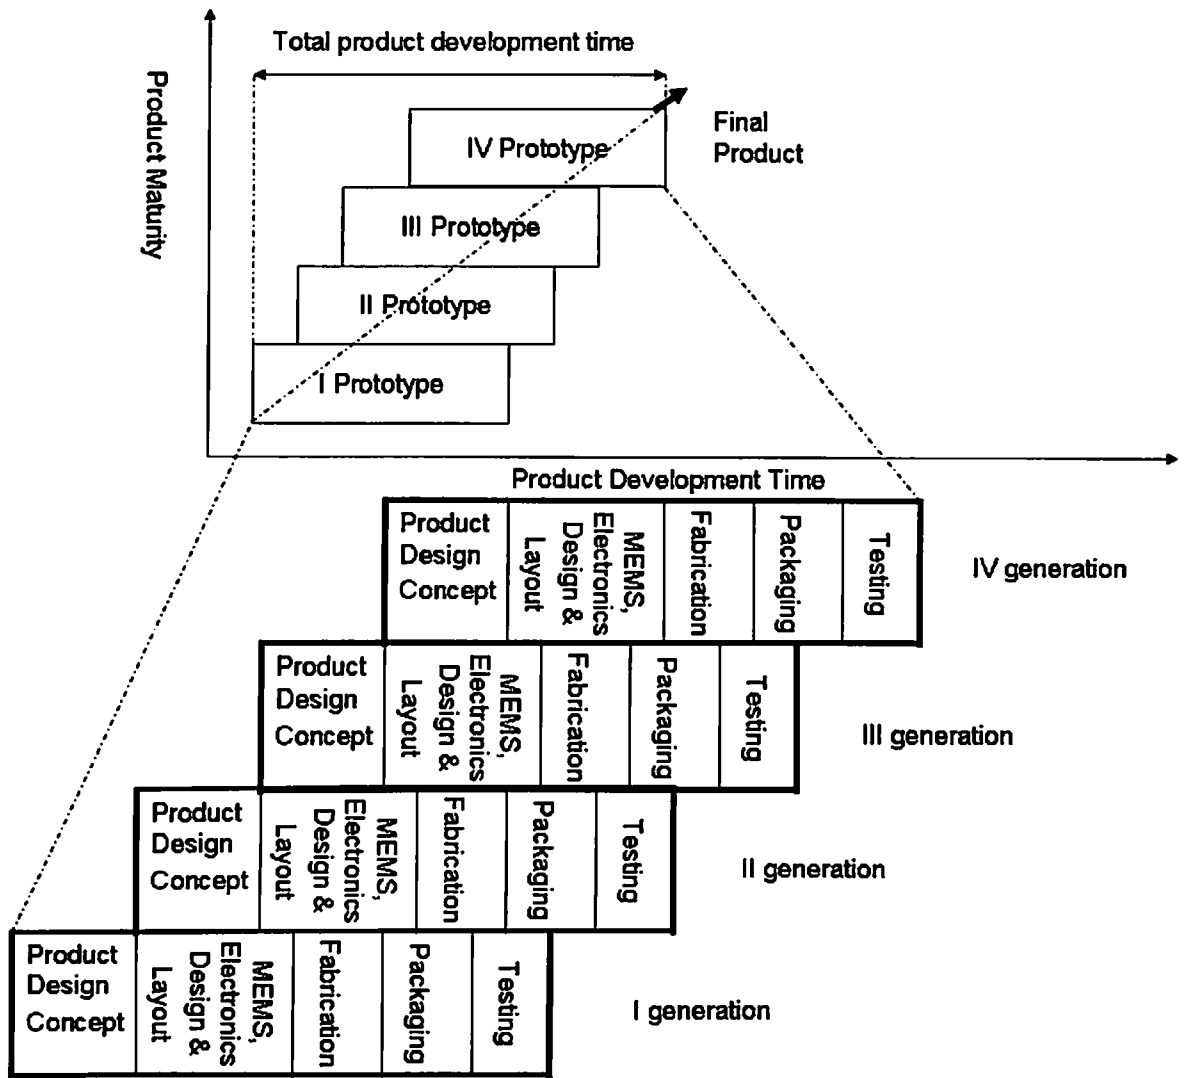 Total product development time
Product Maturity
Final
Product
IV Prototype
III Prototype
II Prototype
I Prototype
Product Development Time
Product
Design
Concept
MEMS,
Electronics
Design &
Layout
Fabrication
Packaging
Testing
IV generation
Product
Design
Concept
MEMS,
Electronics
Design &
Layout
Fabrication
Packaging
Testing
III generation
Product
Design
Concept
MEMS,
Electronics
Design &
Layout
Fabrication
Packaging
Testing
II generation
Product
Design
Concept
MEMS,
Electronics
Design &
Layout
Fabrication
Packaging
Testing
I generation